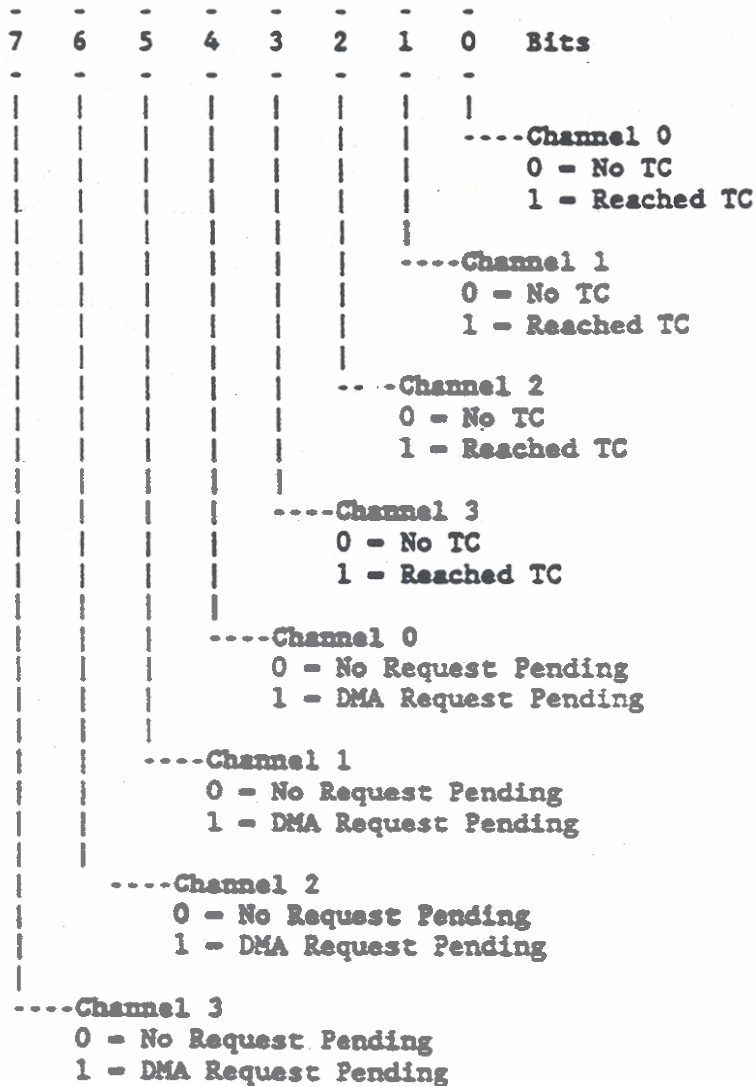 7 6 5 4 3 2 1 0 Bits
----Channel 0
0 = No TC
1 = Reached TC
----Channel 1
0 = No TC
1 = Reached TC
-- --Channel 2
0 = No TC
1 = Reached TC
----Channel 3
0 = No TC
1 = Reached TC
----Channel 0
0 = No Request Pending
1 = DMA Request Pending
----Channel 1
0 = No Request Pending
1 = DMA Request Pending
----Channel 2
0 = No Request Pending
1 = DMA Request Pending
----Channel 3
0 = No Request Pending
1 = DMA Request Pending